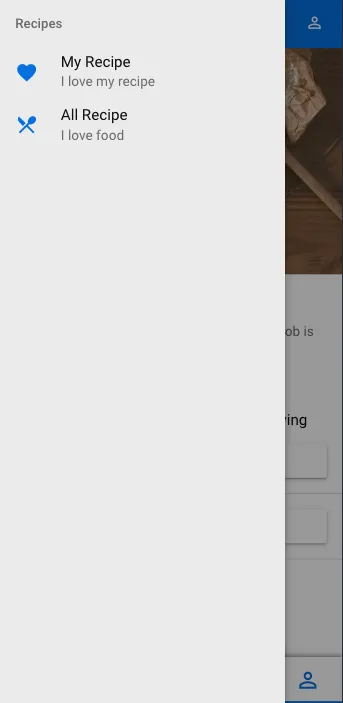 Recipes
My Recipe
I love my recipe
All Recipe
I love food
ob is
ving